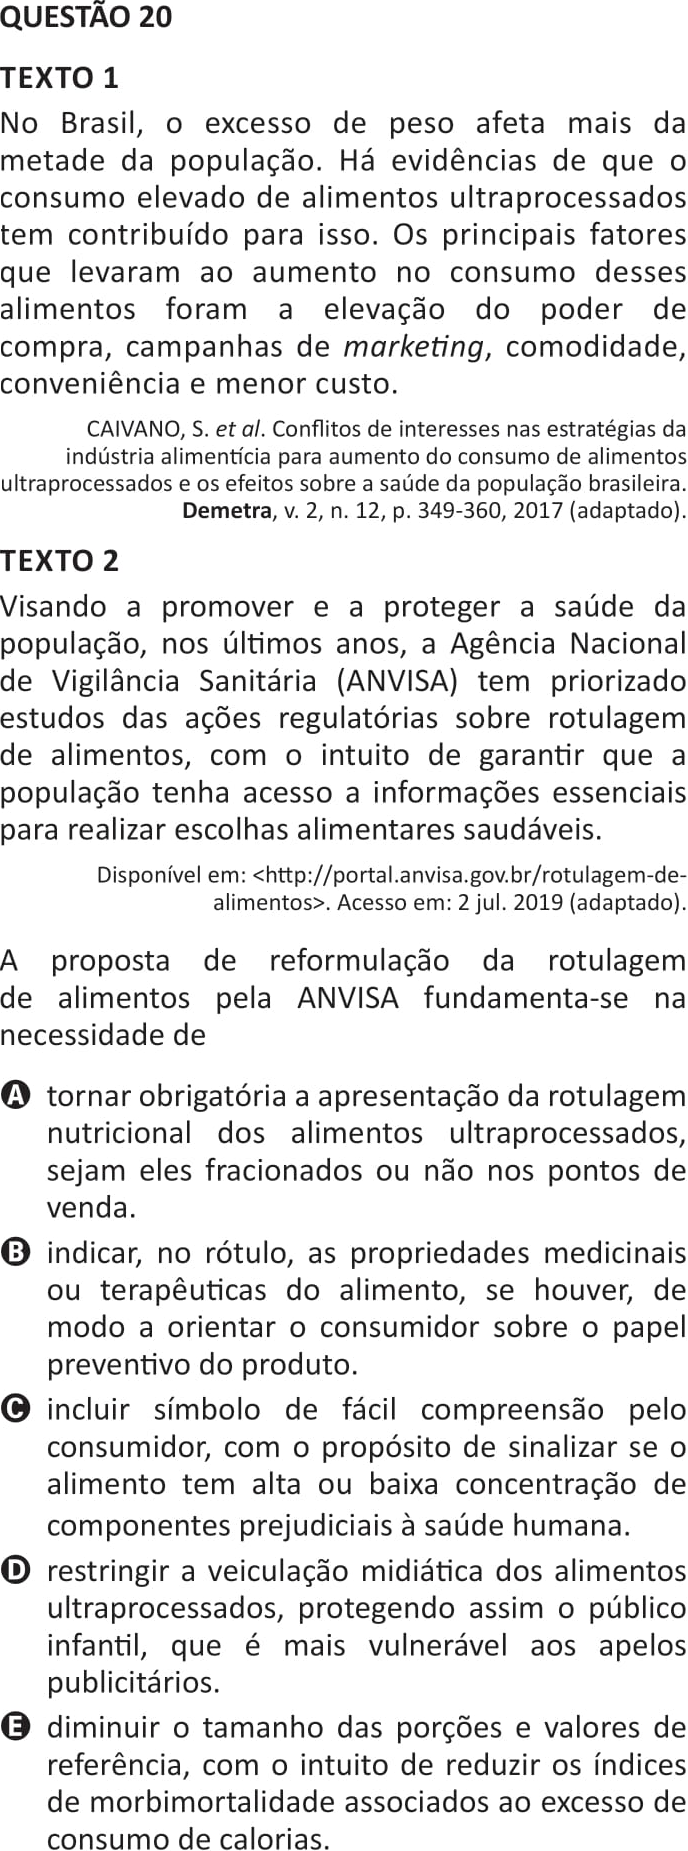 QUESTÃO 20
TEXTO 1
No Brasil, o excesso de peso afeta mais da
metade da população. Há evidências de que o
consumo elevado de alimentos ultraprocessados
tem contribuído para isso. Os principais fatores
que levaram ao aumento no consumo desses
alimentos foram a elevação do poder de
compra, campanhas de marketing, comodidade,
conveniência e menor custo.
CAIVANO, S. et al. Conflitos de interesses nas estratégias da
indústria alimentícia para aumento do consumo de alimentos
ultraprocessados e os efeitos sobre a saúde da população brasileira.
Demetra, v. 2, n. 12, p. 349-360, 2017 (adaptado).
TEXTO 2
Visando a promover e a proteger a saúde da
população, nos últimos anos, a Agência Nacional
de Vigilância Sanitária (ANVISA) tem priorizado
estudos das ações regulatórias sobre rotulagem
de alimentos, com o intuito de garantir que a
população tenha acesso a informações essenciais
para realizar escolhas alimentares saudáveis.
Disponível em: <http://portal.anvisa.gov.br/rotulagem-de-
alimentos>. Acesso em: 2 jul. 2019 (adaptado).
A proposta de reformulação da rotulagem
de alimentos pela ANVISA fundamenta-se na
necessidade de
A tornar obrigatória a apresentação da rotulagem
nutricional dos alimentos ultraprocessados,
sejam eles fracionados ou não nos pontos de
venda.
B indicar, no rótulo, as propriedades medicinais
ou terapêuticas do alimento, se houver, de
modo a orientar o consumidor sobre o papel
preventivo do produto.
C incluir símbolo de fácil compreensão pelo
consumidor, com o propósito de sinalizar se o
alimento tem alta ou baixa concentração de
componentes prejudiciais à saúde humana.
D restringir a veiculação midiática dos alimentos
ultraprocessados, protegendo assim o público
infantil, que é mais vulnerável aos apelos
publicitários.
E diminuir o tamanho das porções e valores de
referência, com o intuito de reduzir os índices
de morbimortalidade associados ao excesso de
consumo de calorias.